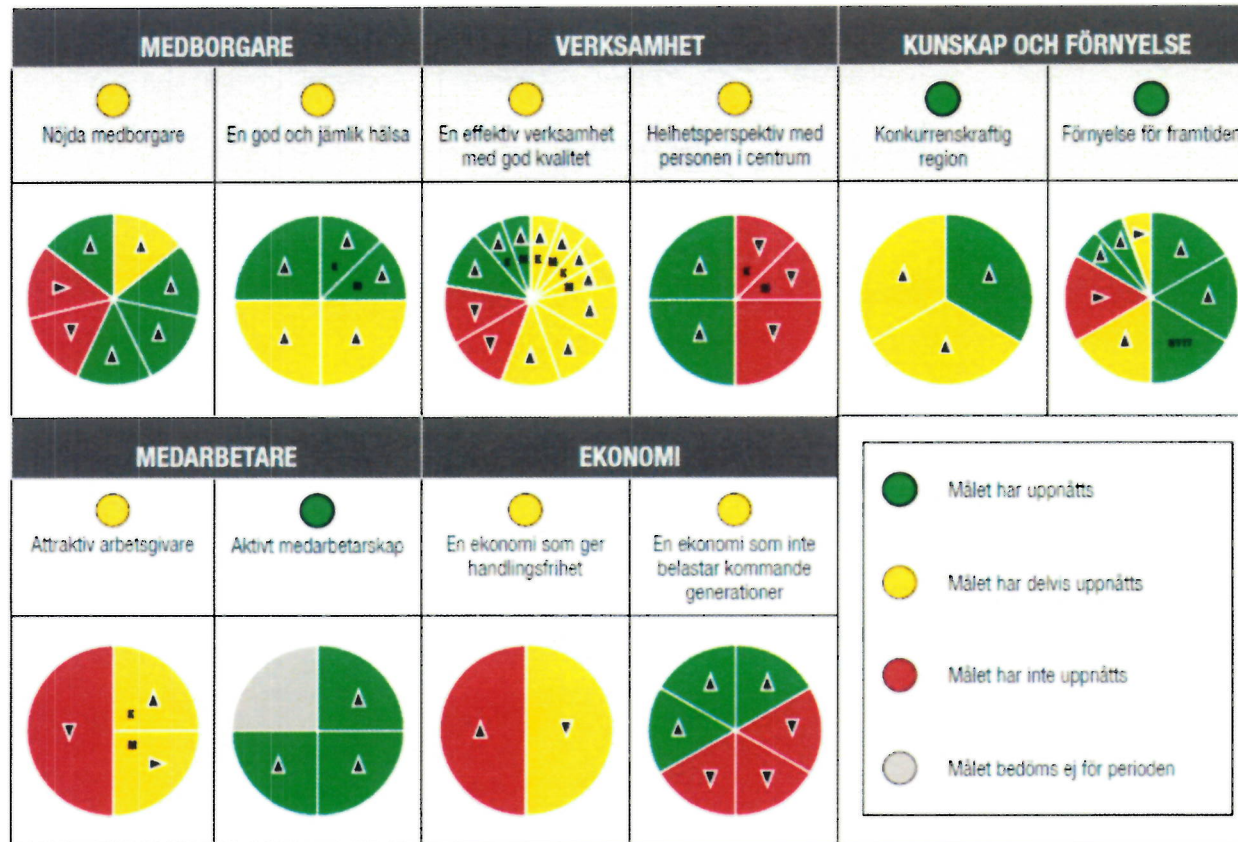 MEDBORGARE
VERKSAMHET
KUNSKAP OCH FÖRNYELSE
Nöjda medborgare
En god och jämlik hälsa
En effektiv verksamhet
med god kvalitet
Helhetsperspektiv med
personen i centrum
Konkurrenskraftig
region
Förnyelse för framtiden
K
M
K
M
K
M
K
M
K
M
NYTT
MEDARBETARE
EKONOMI
Attraktiv arbetsgivare
Aktivt medarbetarskap
En ekonomi som ger
handlingsfrihet
En ekonomi som inte
belastar kommande
generationer
K
M
Målet har uppnåtts
Målet har delvis uppnåtts
Målet har inte uppnåtts
Målet bedöms ej för perioden